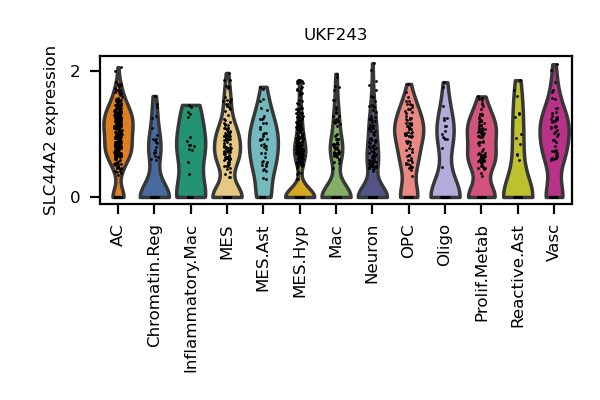 UKF243
SLC44A2 expression
2
0
AC
Chromatin.Reg
Inflammatory.Mac
MES
MES.Ast
MES.Hyp
Mac
Neuron
OPC
Oligo
Prolif.Metab
Reactive.Ast
Vasc